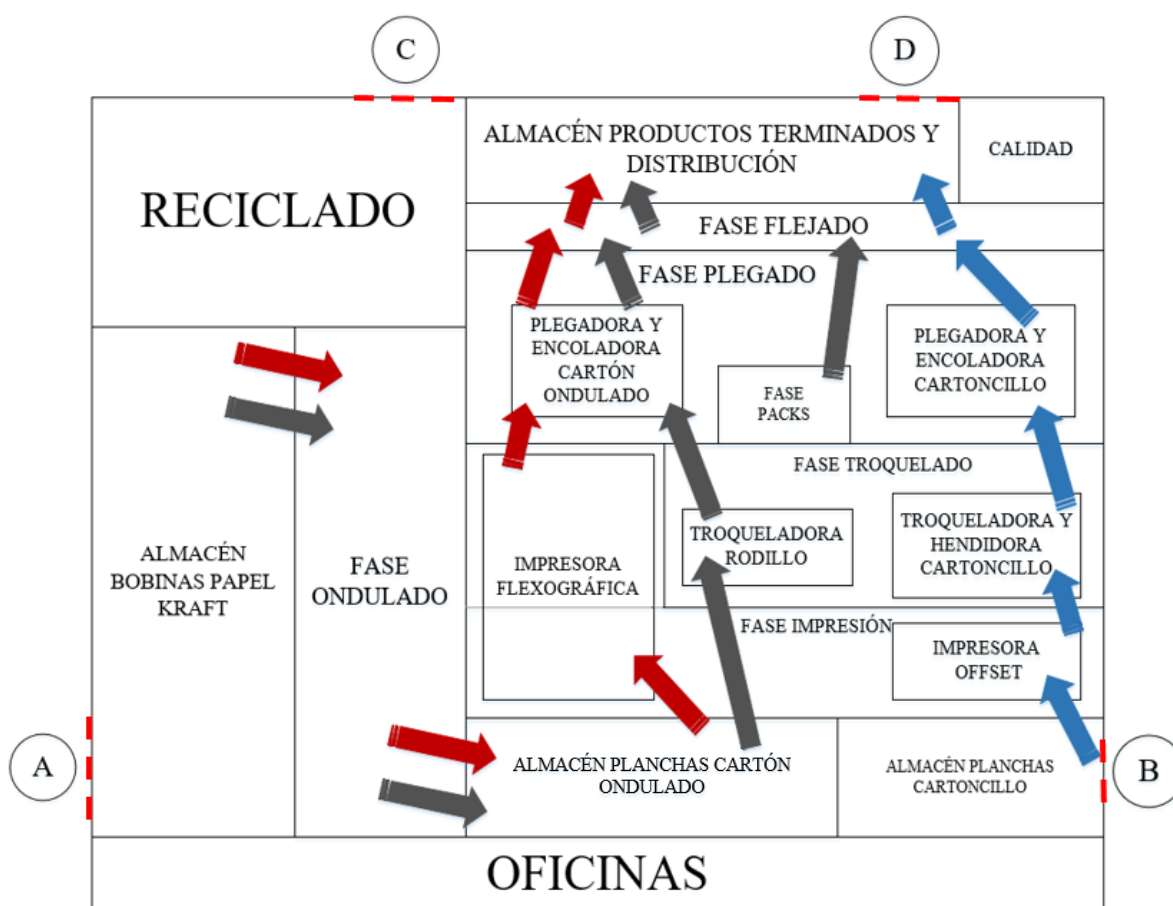 C
D
ALMACÉN PRODUCTOS TERMINADOS Y
DISTRIBUCIÓN
CALIDAD
RECICLADO
FASE FLEJADO
FASE PLEGADO
PLEGADORA Y
ENCOLADORA
CARTÓN
ONDULADO
FASE
PACKS
PLEGADORA Y
ENCOLADORA
CARTONCILLO
FASE TROQUELADO
ALMACÉN
BOBINAS PAPEL
KRAFT
FASE
ONDULADO
IMPRESORA
FLEXOGRÁFICA
TROQUELADORA
RODILLO
TROQUELADORA Y
HENDIDORA
CARTONCILLO
FASE IMPRESIÓN
IMPRESORA
OFFSET
A
ALMACÉN PLANCHAS CARTÓN
ONDULADO
ALMACÉN PLANCHAS
CARTONCILLO
B
OFICINAS